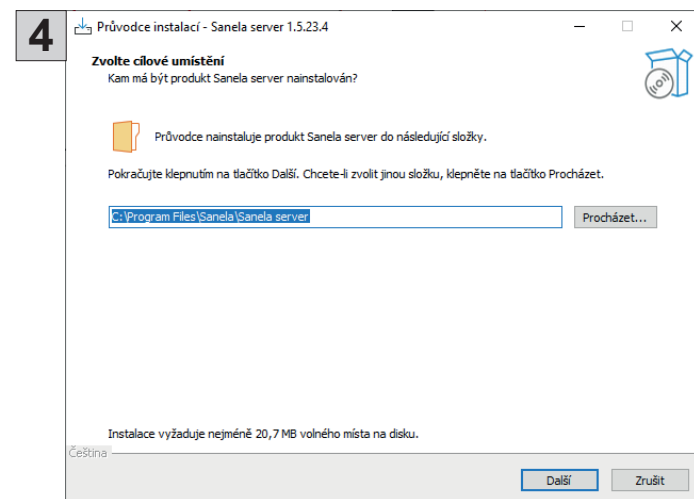 4
Průvodce instalací - Sanela server 1.5.23.4
Zvolte cílové umístění
Kam má být produkt Sanela server nainstalován?
Průvodce nainstaluje produkt Sanela server do následující složky.
Pokračujte klepnutím na tlačítko Další. Chcete-li zvolit jinou složku, klepněte na tlačítko Procházet.
C:\Program Files\Sanela\Sanela server
Procházet...
Instalace vyžaduje nejméně 20,7 MB volného místa na disku.
Čeština
Další
Zrušit